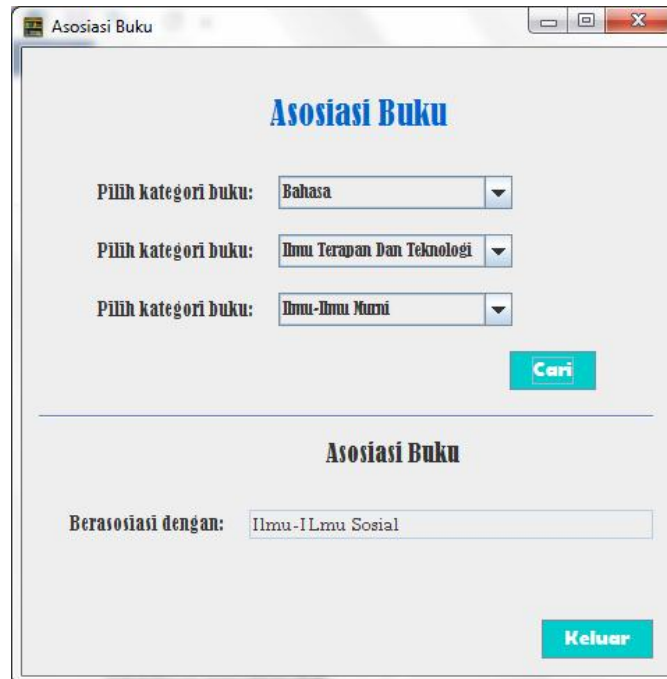 Asosiasi Buku
Asosiasi Buku
Pilih kategori buku: Bahasa
Pilih kategori buku: Ilmu Terapan Dan Teknologi
Pilih kategori buku: Ilmu-Ilmu Murni
Cari
Asosiasi Buku
Berasosiasi dengan: Ilmu-ILmu Sosial
Keluar